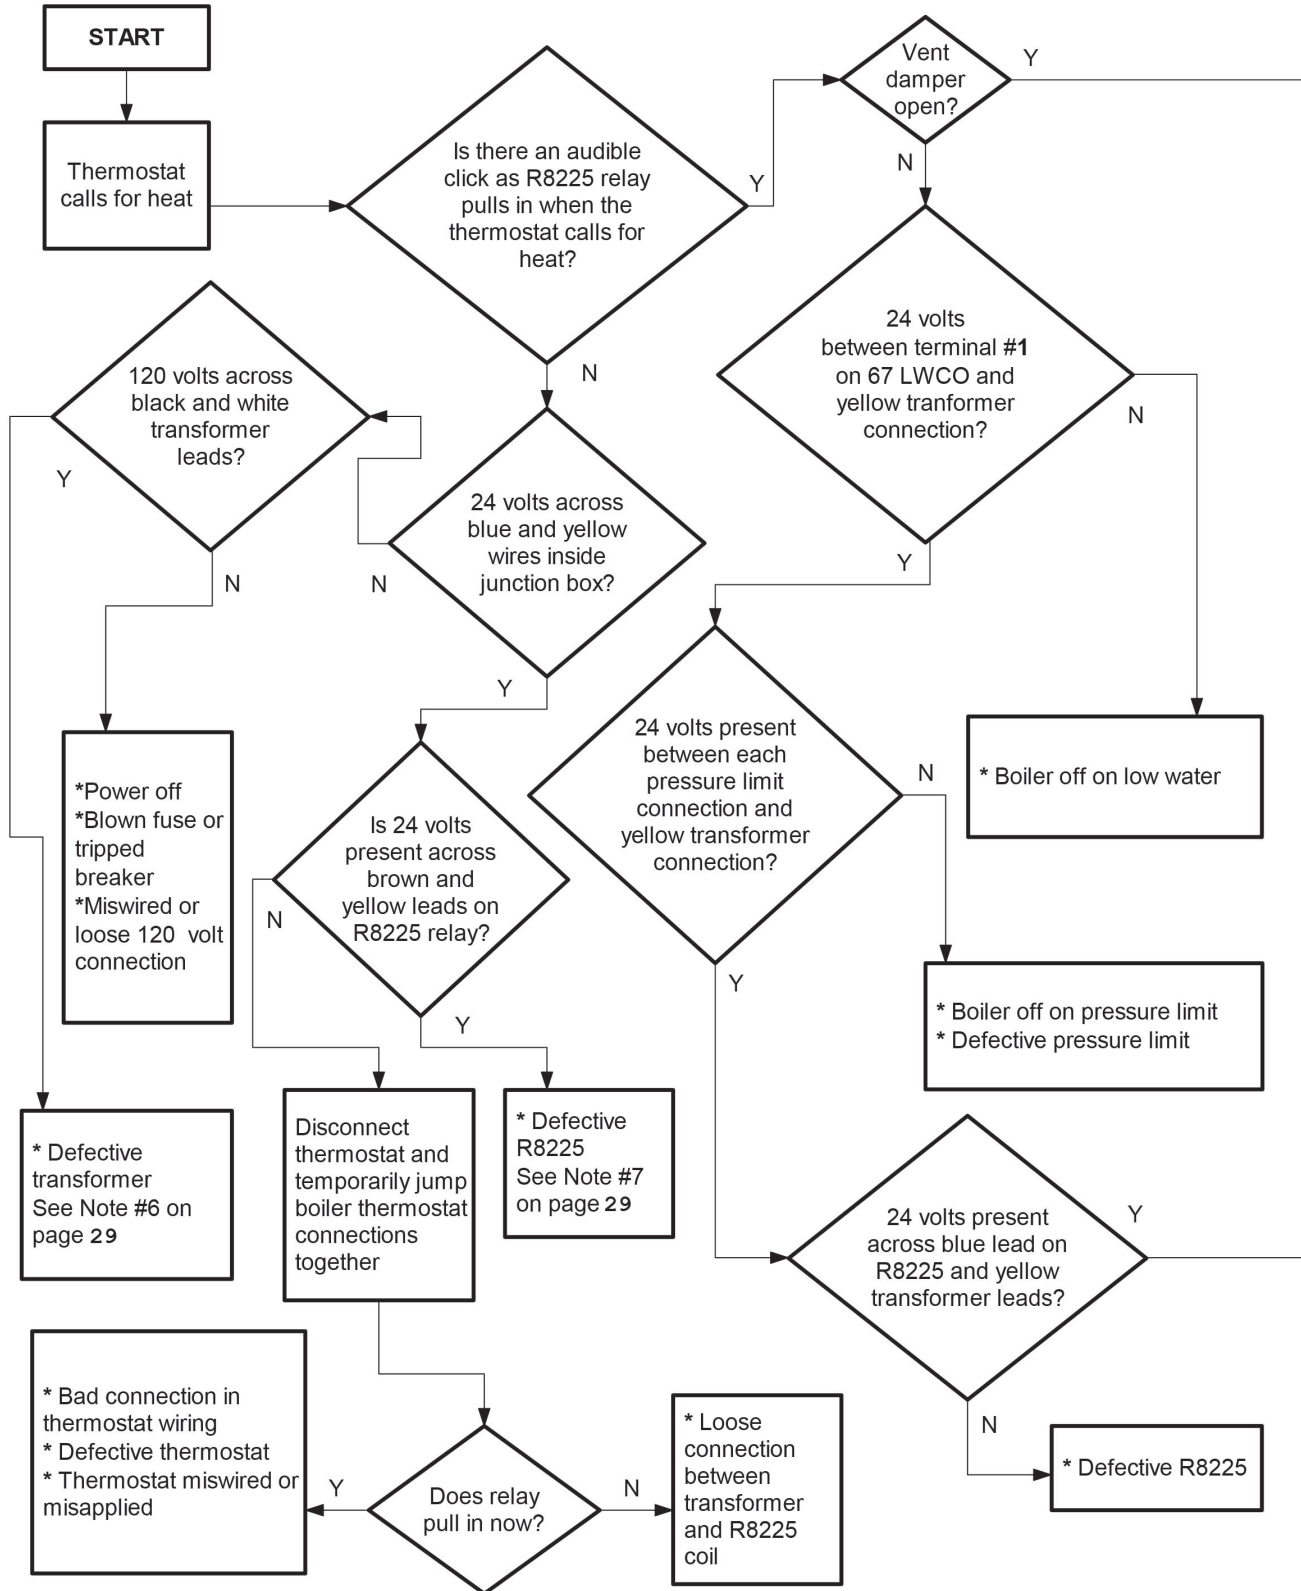 START
Thermostat
calls for heat
Is there an audible
click as R8225 relay
pulls in when the
thermostat calls for
heat?
Y
N
Vent
damper
open?
Y
N
24 volts
between terminal #1
on 67 LWCO and
yellow tranformer
connection?
N
Y
120 volts across
black and white
transformer
leads?
Y
N
24 volts across
blue and yellow
wires inside
junction box?
N
Y
24 volts present
between each
pressure limit
connection and
yellow transformer
connection?
N
Y
* Boiler off on low water
*Power off
*Blown fuse or
tripped
breaker
*Miswired or
loose 120 volt
connection
Is 24 volts
present across
brown and
yellow leads on
R8225 relay?
N
Y
* Boiler off on pressure limit
* Defective pressure limit
* Defective
transformer
See Note #6 on
page 29
Disconnect
thermostat and
temporarily jump
boiler thermostat
connections
together
* Defective
R8225
See Note #7
on page 29
24 volts present
across blue lead on
R8225 and yellow
transformer leads?
Y
N
* Bad connection in
thermostat wiring
* Defective thermostat
* Thermostat miswired or
misapplied
Y
Does relay
pull in now?
N
* Loose
connection
between
transformer
and R8225
coil
* Defective R8225